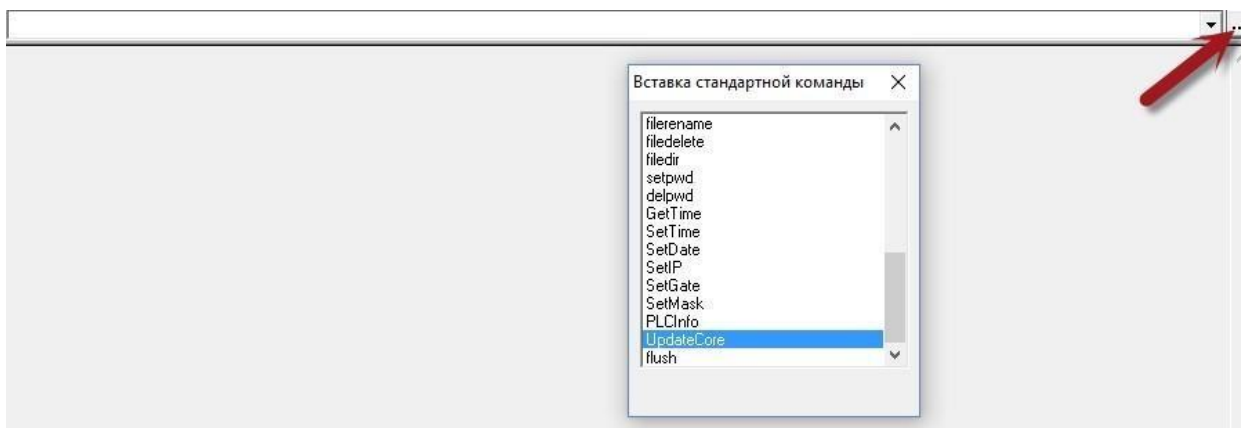 ...
Вставка стандартной команды
filerename
filedelete
filedir
setpwd
delpwd
GetTime
SetTime
SetDate
SetIP
SetGate
SetMask
PLCInfo
UpdateCore
flush